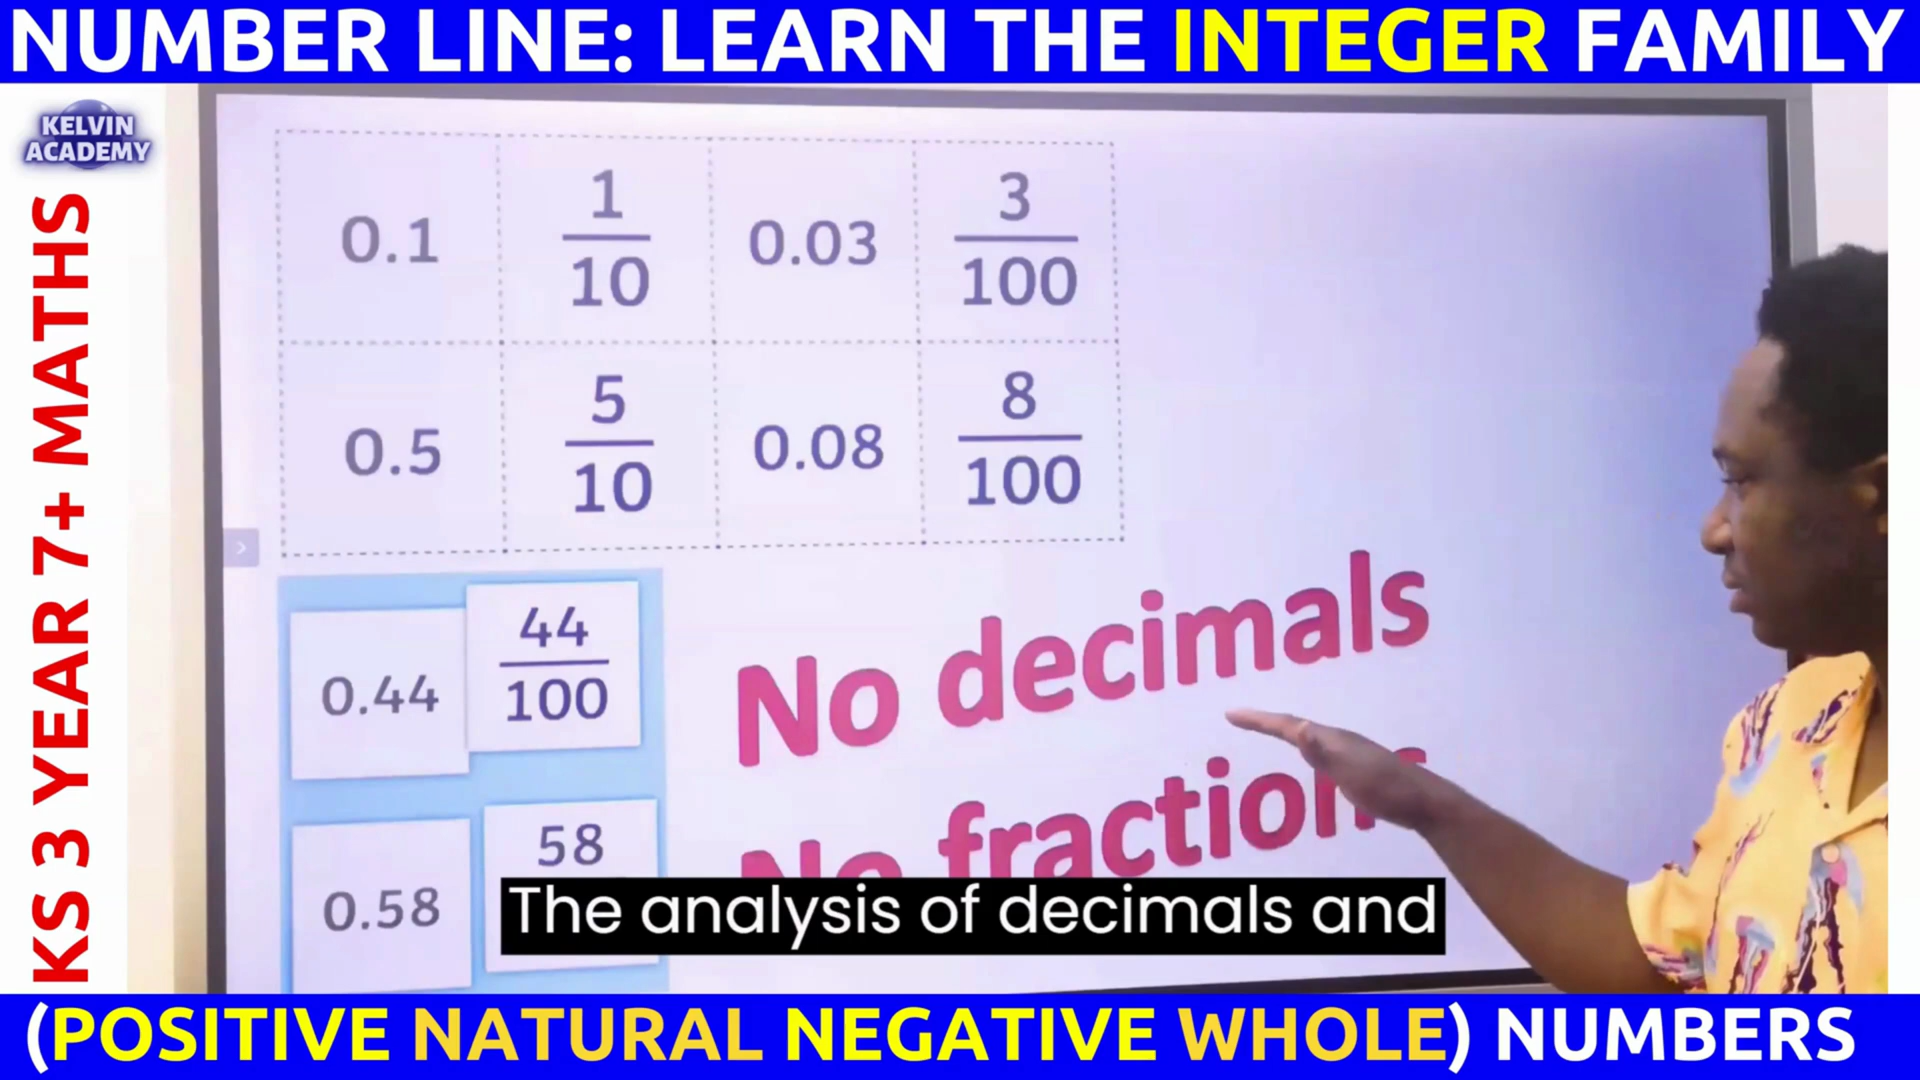 NUMBER LINE: LEARN THE INTEGER FAMILY
KELVIN
ACADEMY
KS 3 YEAR 7+ MATHS
0.1
1
10
0.03
3
100
0.5
5
10
0.08
8
100
0.44
44
100
0.58
58
No decimals
No fractions
The analysis of decimals and
(POSITIVE NATURAL NEGATIVE WHOLE) NUMBERS